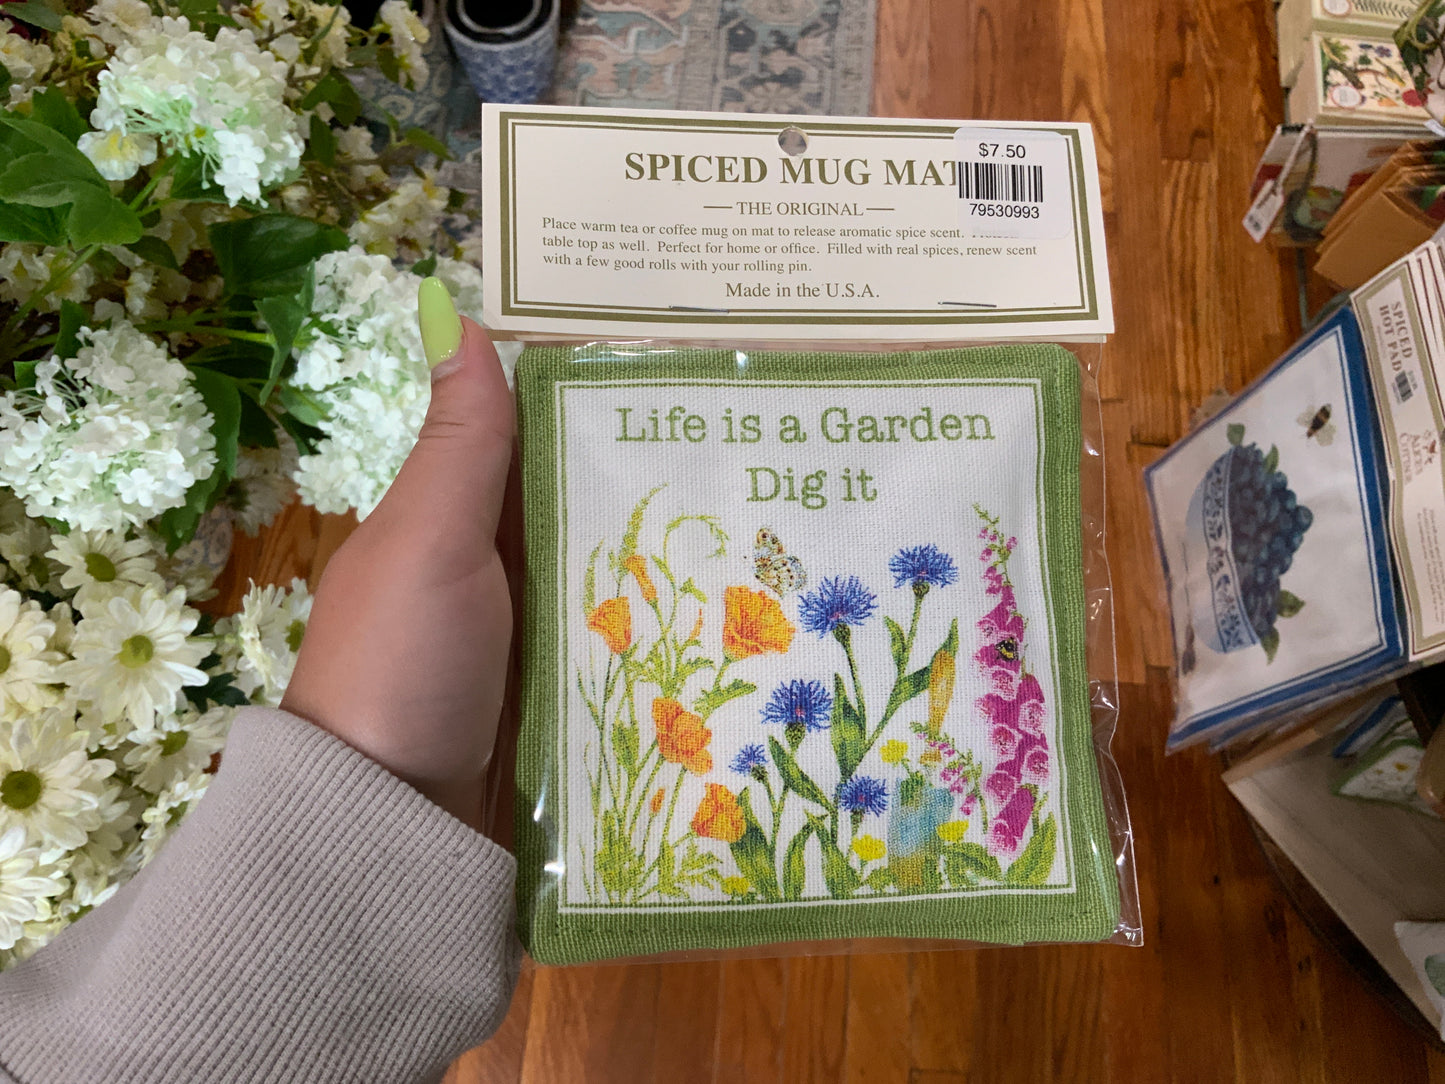 SPICED MUG MAT
$7.50
79530993
THE ORIGINAL
Place warm tea or coffee mug on mat to release aromatic spice scent.
table top as well. Perfect for home or office. Filled with real spices, renew scent
with a few good rolls with your rolling pin.
Made in the U.S.A.
Life is a Garden
Dig it
SPICED
HOT PAD